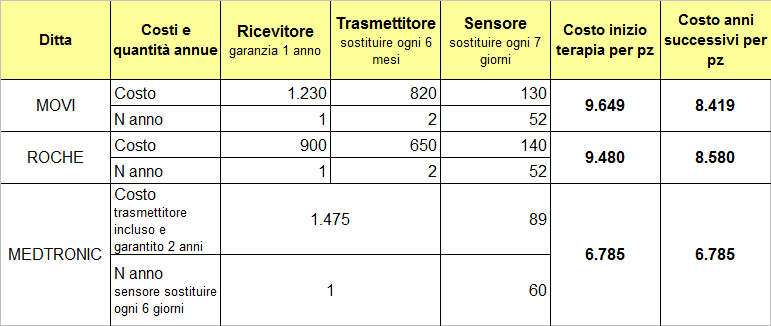 Ditta
Costi e
quantità annue
Ricevitore
garanzia 1 anno
Trasmettitore
sostituire ogni 6
mesi
Sensore
sostituire ogni 7
giorni
Costo inizio
terapia per pz
Costo anni
successivi per
pz
MOVI
Costo 1.230 820 130
N anno 1 2 52
9.649 8.419
ROCHE
Costo 900 650 140
N anno 1 2 52
9.480 8.580
MEDTRONIC
Costo
trasmettitore
incluso e
garantito 2 anni
1.475 89
N anno
sensore sostituire
ogni 6 giorni
1 60
6.785 6.785